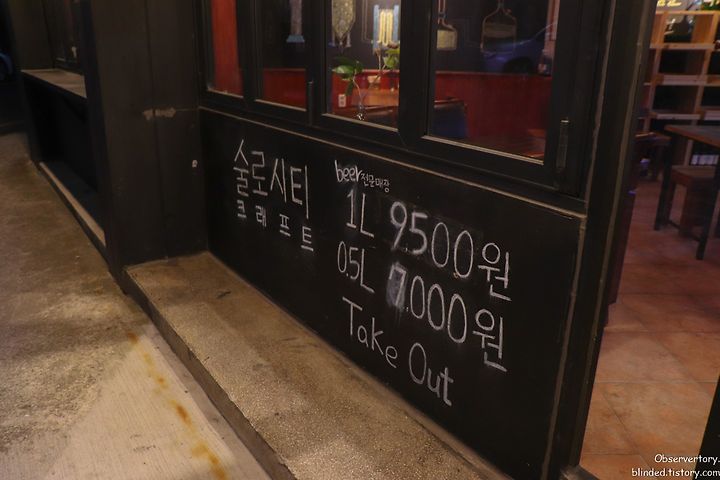 술로시티
크래프트
beer전문매장
1L 9500원
0.5L 7.000원
Take Out
Observertory.
blinded.tistory.com